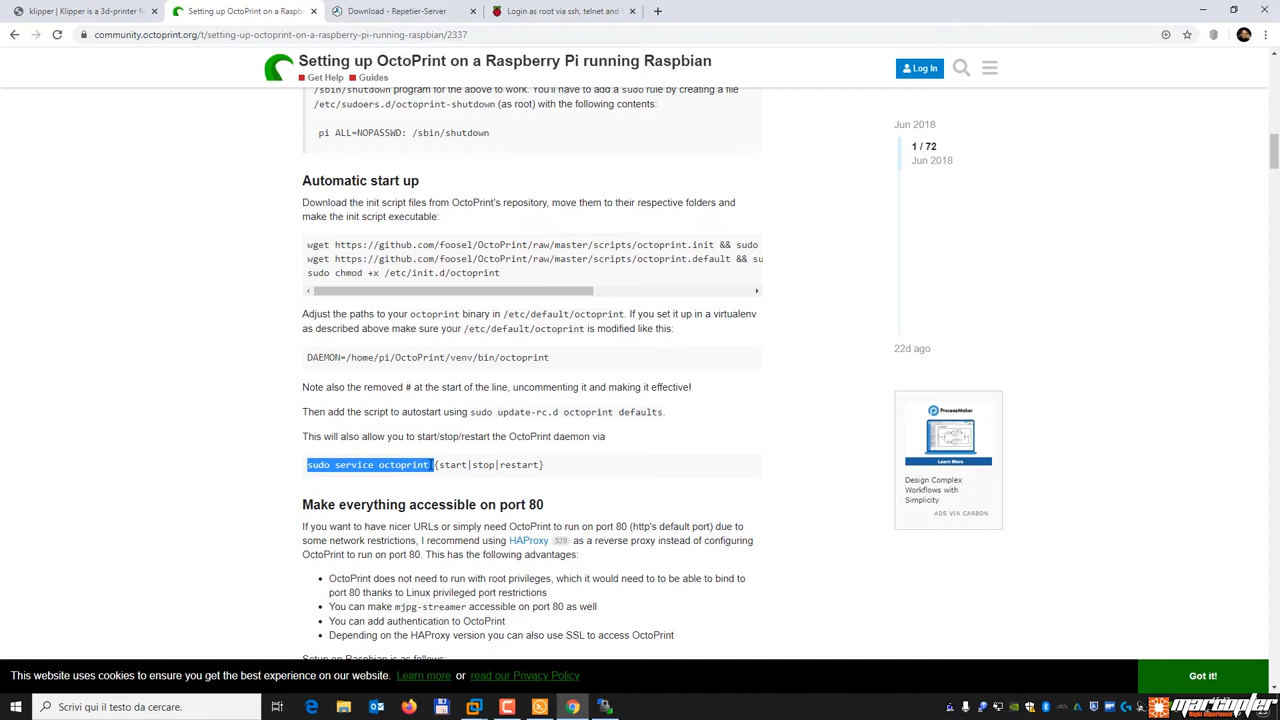 klipper | Klipper is a 3d-printer fi
Setting up OctoPrint on a Raspb
Download: Repetier-Server
Login as root via ssh, telnet and S
community.octoprint.org/t/setting-up-octoprint-on-a-raspberry-pi-running-raspbian/2337
Setting up OctoPrint on a Raspberry Pi running Raspbian
Get Help Guides
Log In
/sbin/shutdown program for the above to work. You'll have to add a sudo rule by creating a file
/etc/sudoers.d/octoprint-shutdown (as root) with the following contents:
pi ALL=NOPASSWD: /sbin/shutdown
Automatic start up
Download the init script files from OctoPrint's repository, move them to their respective folders and
make the init script executable:
wget https://github.com/foosel/OctoPrint/raw/master/scripts/octoprint.init && sudo
wget https://github.com/foosel/OctoPrint/raw/master/scripts/octoprint.default && su
sudo chmod +x /etc/init.d/octoprint
Adjust the paths to your octoprint binary in /etc/default/octoprint. If you set it up in a virtualenv
as described above make sure your /etc/default/octoprint is modified like this:
DAEMON=/home/pi/OctoPrint/venv/bin/octoprint
Note also the removed # at the start of the line, uncommenting it and making it effective!
Then add the script to autostart using sudo update-rc.d octoprint defaults.
This will also allow you to start/stop/restart the OctoPrint daemon via
sudo service octoprint {start|stop|restart}
Make everything accessible on port 80
If you want to have nicer URLs or simply need OctoPrint to run on port 80 (http's default port) due to
some network restrictions, I recommend using HAProxy 320 as a reverse proxy instead of configuring
OctoPrint to run on port 80. This has the following advantages:
OctoPrint does not need to run with root privileges, which it would need to to be able to bind to
port 80 thanks to Linux privileged port restrictions
You can make mjpg-streamer accessible on port 80 as well
You can add authentication to OctoPrint
Depending on the HAProxy version you can also use SSL to access OctoPrint
Setup on Raspbian is as follows:
Jun 2018
1 / 72
Jun 2018
22d ago
ProcessMaker
Learn More
Design Complex
Workflows with
Simplicity
ADS VIA CARBON
This website uses cookies to ensure you get the best experience on our website. Learn more or read our Privacy Policy
Got it!
Scrivi qui il testo da cercare.
marcopter